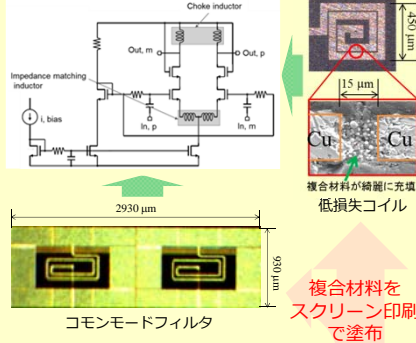 Choke inductor
Out, m
Out, p
Impedance matching
inductor
i, bias
In, p
In, m
450 μm
15 μm
Cu
Cu
複合材料が綺麗に充填
低損失コイル
2930 μm
930 μm
コモンモードフィルタ
複合材料を
スクリーン印刷
で塗布